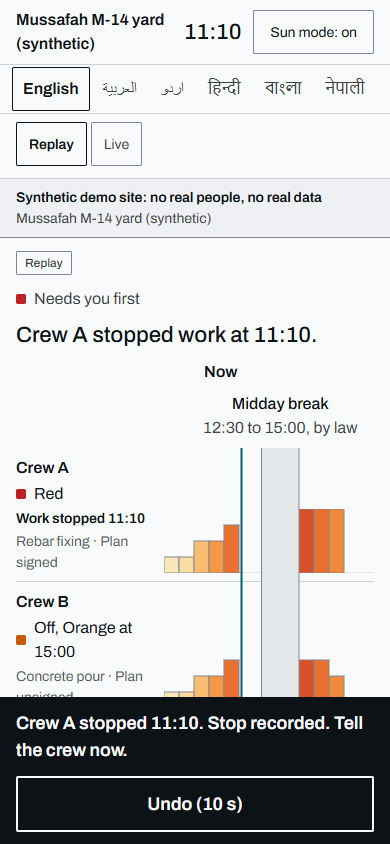 Mussafah M-14 yard
(synthetic)
11:10
Sun mode: on
English
العربية
اردو
हिन्दी
বাংলা
नेपाली
Replay
Live
Synthetic demo site: no real people, no real data
Mussafah M-14 yard (synthetic)
Replay
Needs you first
Crew A stopped work at 11:10.
Now
Midday break
12:30 to 15:00, by law
Crew A
Red
Work stopped 11:10
Rebar fixing · Plan
signed
Crew B
Off, Orange at
15:00
Concrete pour · Plan
unsigned
Crew A stopped 11:10. Stop recorded. Tell
the crew now.
Undo (10 s)